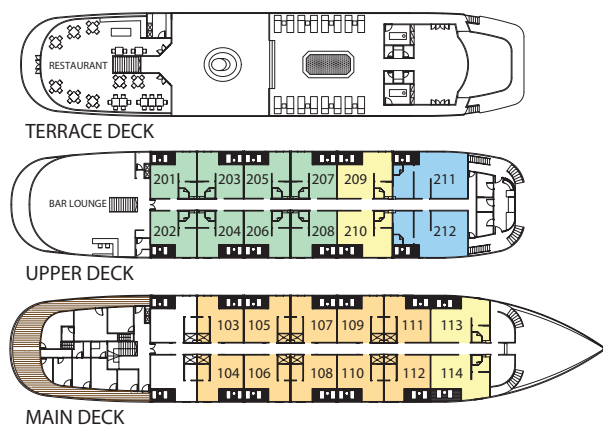 RESTAURANT
TERRACE DECK
201 203 205 207 209 211
BAR LOUNGE
202 204 206 208 210 212
UPPER DECK
103 105 107 109 111 113
104 106 108 110 112 114
MAIN DECK